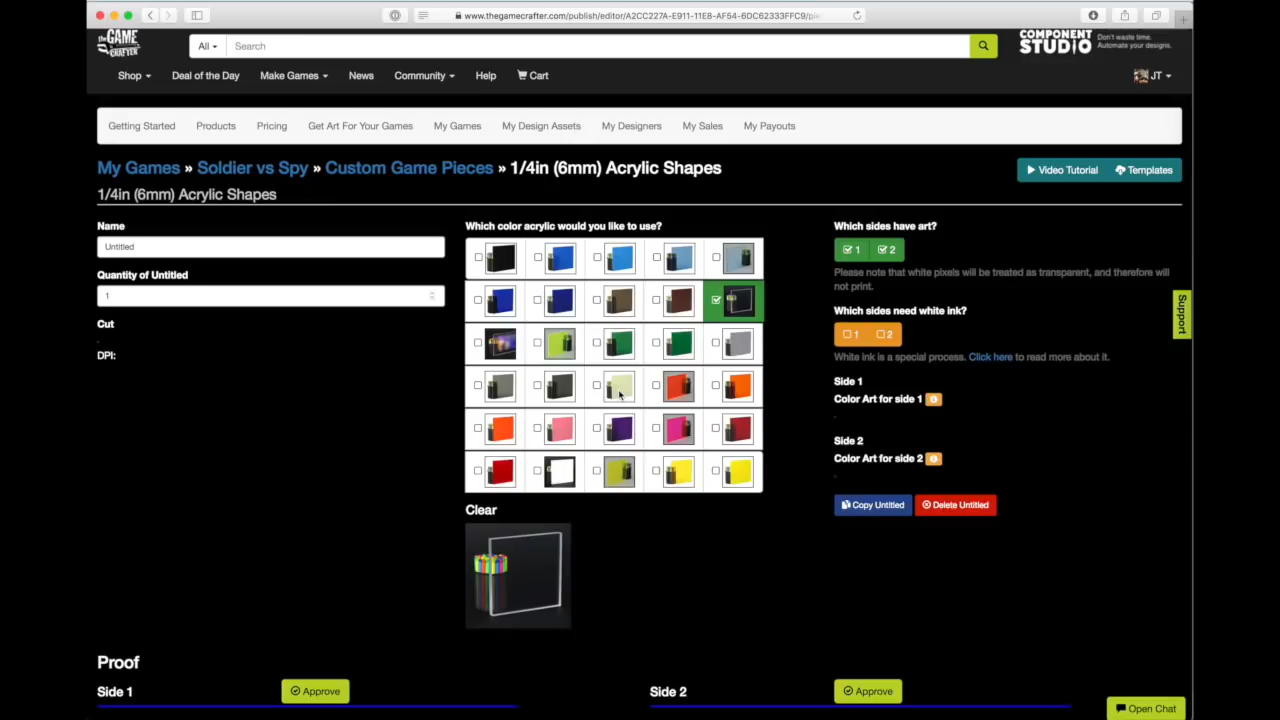 www.thegamecrafter.com/publish/editor/A2CC227A-E911-11E8-AF54-6DC62333FFC9/pie
the GAME CRAFTER
All
Search
COMPONENT STUDIO
Don't waste time.
Automate your designs.
Shop
Deal of the Day
Make Games
News
Community
Help
Cart
JT
Getting Started
Products
Pricing
Get Art For Your Games
My Games
My Design Assets
My Designers
My Sales
My Payouts
My Games » Soldier vs Spy » Custom Game Pieces » 1/4in (6mm) Acrylic Shapes
Video Tutorial
Templates
1/4in (6mm) Acrylic Shapes
Name
Untitled
Quantity of Untitled
1
Cut
DPI:
Which color acrylic would you like to use?
Clear
Which sides have art?
1
2
Please note that white pixels will be treated as transparent, and therefore will
not print.
Which sides need white ink?
1
2
White ink is a special process. Click here to read more about it.
Side 1
Color Art for side 1
Side 2
Color Art for side 2
Copy Untitled
Delete Untitled
Support
Proof
Side 1
Approve
Side 2
Approve
Open Chat